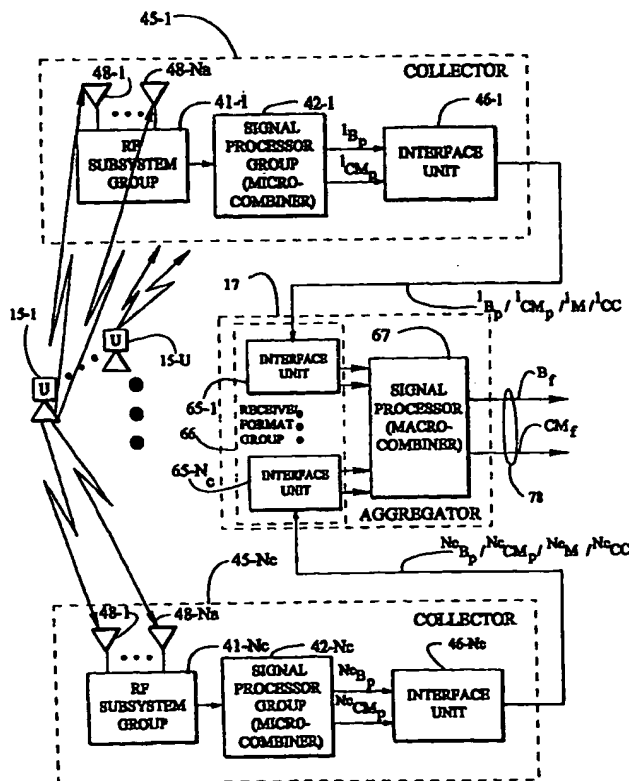 45-1
48-1
48-Na
41-1
42-1
COLLECTOR
46-1
RF
SUBSYSTEM
GROUP
SIGNAL
PROCESSOR
GROUP
(MICRO-
COMBINER)
1Bp
1CMp
INTERFACE
UNIT
17
1Bp/1CMp/1M/1CC
15-1
U
U
15-U
67
INTERFACE
UNIT
65-1
RECEIVE
FORMAT
GROUP
66
SIGNAL
PROCESSOR
(MACRO-
COMBINER)
Bf
CMf
65-Nc
INTERFACE
UNIT
78
AGGREGATOR
NcBp/NcCMp/NcM/NcCC
45-Nc
48-1
48-Na
41-Nc
42-Nc
COLLECTOR
46-Nc
RF
SUBSYSTEM
GROUP
SIGNAL
PROCESSOR
GROUP
(MICRO-
COMBINER)
NcBp
NcCMp
INTERFACE
UNIT